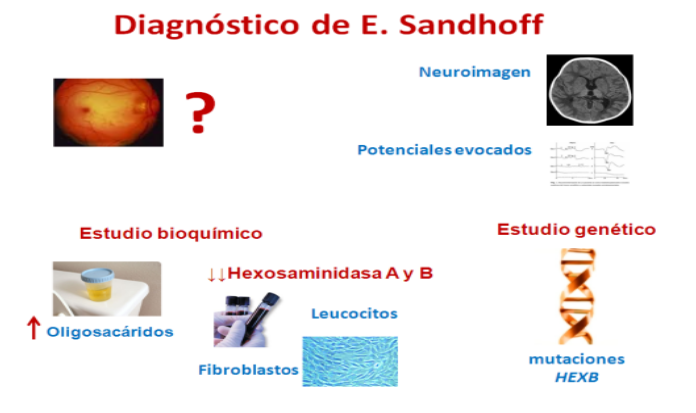 Diagnóstico de E. Sandhoff
?
Neuroimagen
Potenciales evocados
Estudio bioquímico
↑ Oligosacáridos
↓↓Hexosaminidasa A y B
Leucocitos
Fibroblastos
Estudio genético
mutaciones
HEXB